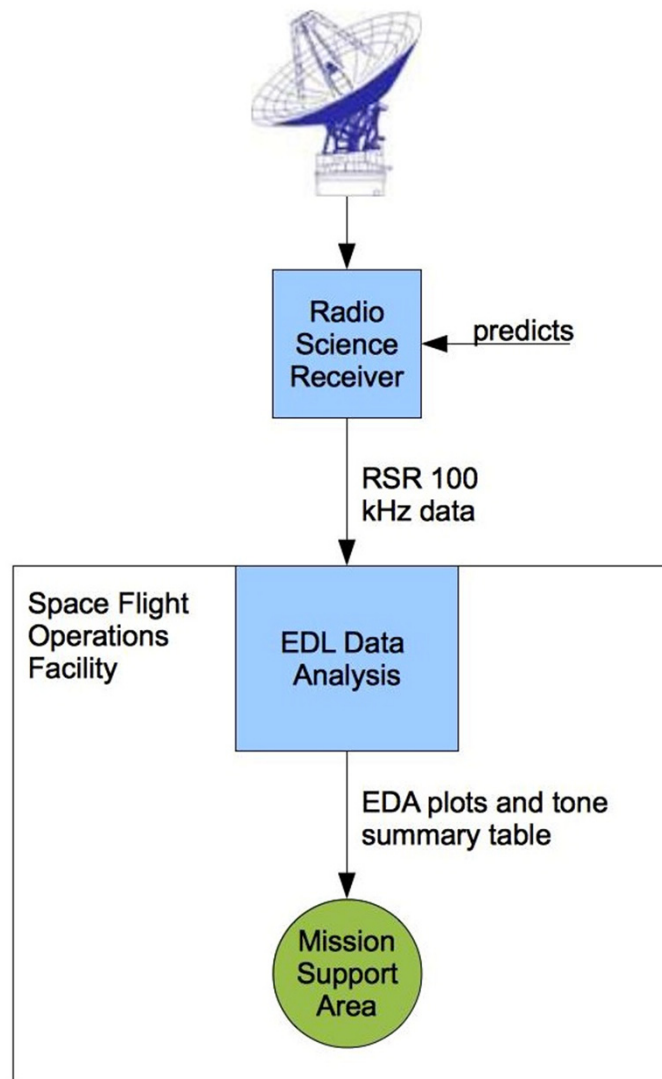 Radio
Science
Receiver
predicts
RSR 100
kHz data
Space Flight
Operations
Facility
EDL Data
Analysis
EDA plots and tone
summary table
Mission
Support
Area